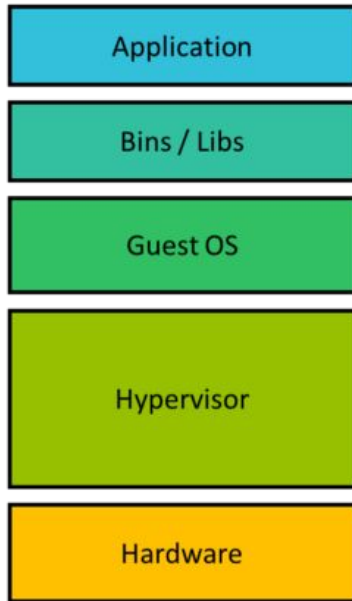 Application
Bins / Libs
Guest OS
Hypervisor
Hardware